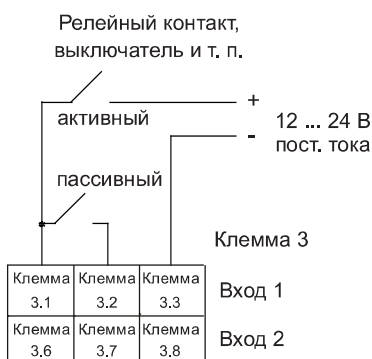 Релейный контакт,
выключатель и т. п.
+
активный
-
12 ... 24 В
пост. тока
пассивный
Клемма 3
Клемма
3.1
Клемма
3.2
Клемма
3.3
Вход 1
Клемма
3.6
Клемма
3.7
Клемма
3.8
Вход 2